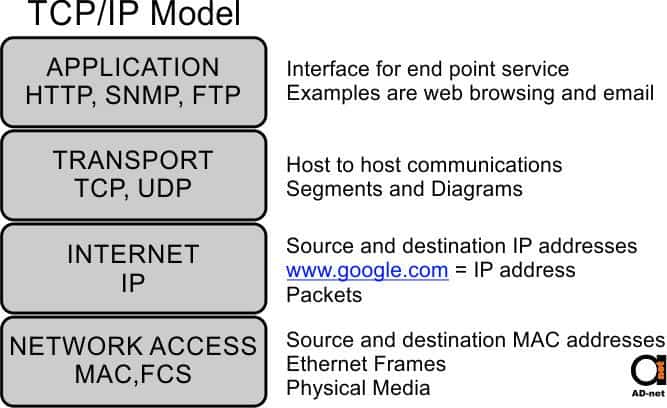 TCP/IP Model
APPLICATION
HTTP, SNMP, FTP
Interface for end point service
Examples are web browsing and email
TRANSPORT
TCP, UDP
Host to host communications
Segments and Diagrams
INTERNET
IP
Source and destination IP addresses
www.google.com = IP address
Packets
NETWORK ACCESS
MAC,FCS
Source and destination MAC addresses
Ethernet Frames
Physical Media
a net
AD-net